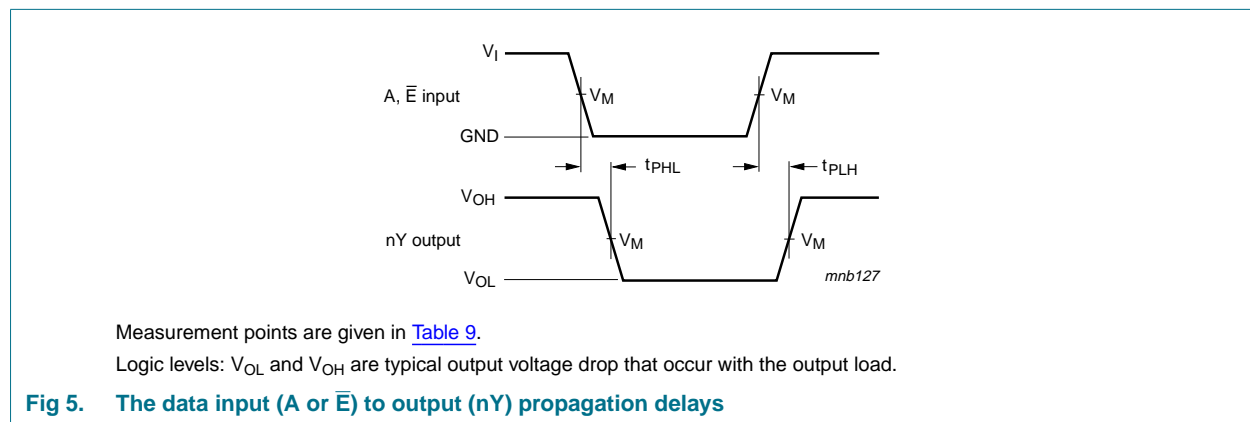 V_I
A, E̅ input
V_M
V_M
GND
t_PHL
t_PLH
V_OH
nY output
V_M
V_M
V_OL
mnb127
Measurement points are given in Table 9.
Logic levels: V_OL and V_OH are typical output voltage drop that occur with the output load.
Fig 5. The data input (A or E̅) to output (nY) propagation delays